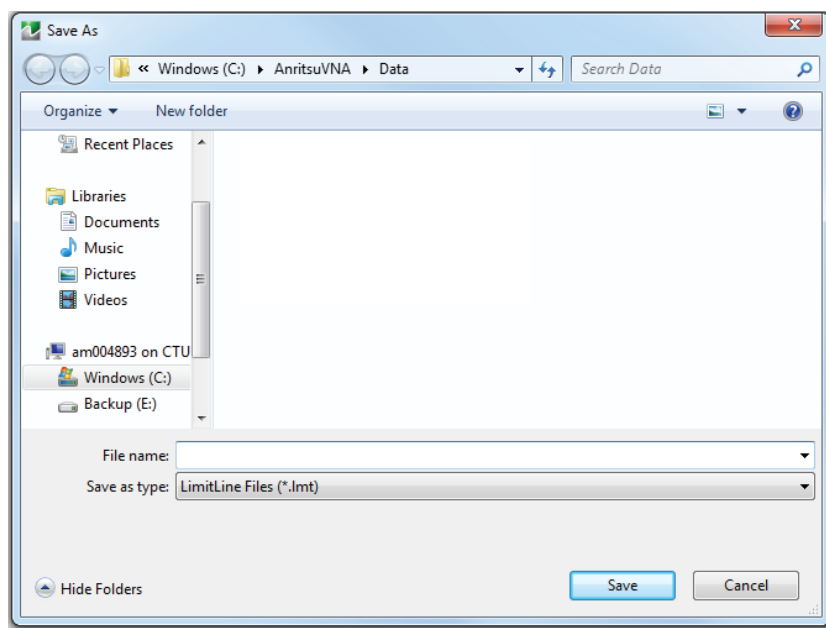 Save As
« Windows (C:) ▸ AnritsuVNA ▸ Data
Search Data
Organize
New folder
Recent Places
Libraries
Documents
Music
Pictures
Videos
am004893 on CTU
Windows (C:)
Backup (E:)
File name:
Save as type: LimitLine Files (*.lmt)
Hide Folders
Save
Cancel